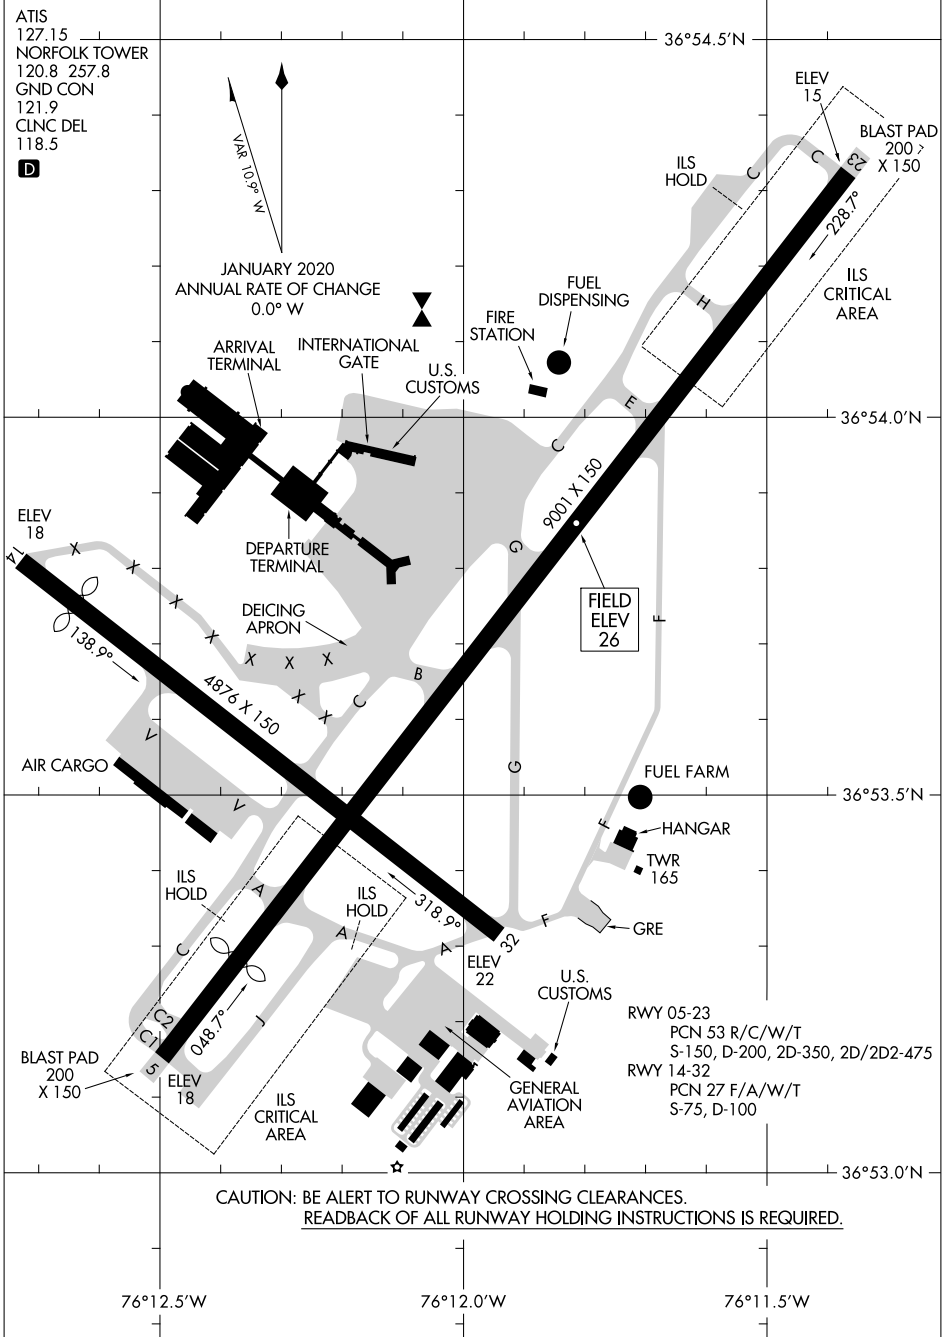 ATIS
127.15
NORFOLK TOWER
120.8 257.8
GND CON
121.9
CLNC DEL
118.5
D
36°54.5'N
VAR 10.9° W
JANUARY 2020
ANNUAL RATE OF CHANGE
0.0° W
ELEV
15
BLAST PAD
200
X 150
23
C
C
ILS
HOLD
228.7°
ILS
CRITICAL
AREA
H
FUEL
DISPENSING
FIRE
STATION
INTERNATIONAL
GATE
ARRIVAL
TERMINAL
U.S.
CUSTOMS
E
36°54.0'N
C
9001 X 150
ELEV
18
14
X
X
X
X
X
X
X
X
X
DEPARTURE
TERMINAL
G
FIELD
ELEV
26
F
DEICING
APRON
138.9°
4876 X 150
B
C
V
V
AIR CARGO
G
FUEL FARM
36°53.5'N
F
HANGAR
TWR
165
ILS
HOLD
A
ILS
HOLD
318.9°
A
A
F
GRE
32
ELEV
22
C
U.S.
CUSTOMS
C2
C1
048.7°
J
5
BLAST PAD
200
X 150
ELEV
18
ILS
CRITICAL
AREA
GENERAL
AVIATION
AREA
RWY 05-23
PCN 53 R/C/W/T
S-150, D-200, 2D-350, 2D/2D2-475
RWY 14-32
PCN 27 F/A/W/T
S-75, D-100
36°53.0'N
CAUTION: BE ALERT TO RUNWAY CROSSING CLEARANCES.
READBACK OF ALL RUNWAY HOLDING INSTRUCTIONS IS REQUIRED.
76°12.5'W
76°12.0'W
76°11.5'W